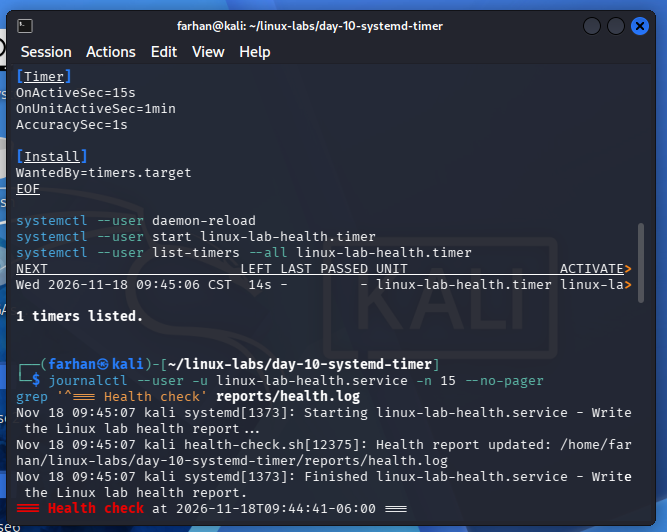 farhan@kali: ~/linux-labs/day-10-systemd-timer
Session Actions Edit View Help
[Timer]
OnActiveSec=15s
OnUnitActiveSec=1min
AccuracySec=1s
[Install]
WantedBy=timers.target
EOF
systemctl --user daemon-reload
systemctl --user start linux-lab-health.timer
systemctl --user list-timers --all linux-lab-health.timer
NEXT LEFT LAST PASSED UNIT ACTIVATE>
Wed 2026-11-18 09:45:06 CST 14s - - linux-lab-health.timer linux-la>
1 timers listed.
┌──(farhan㉿kali)-[~/linux-labs/day-10-systemd-timer]
└─$ journalctl --user -u linux-lab-health.service -n 15 --no-pager
grep '^=== Health check' reports/health.log
Nov 18 09:45:07 kali systemd[1373]: Starting linux-lab-health.service - Write
the Linux lab health report...
Nov 18 09:45:07 kali health-check.sh[12375]: Health report updated: /home/far
han/linux-labs/day-10-systemd-timer/reports/health.log
Nov 18 09:45:07 kali systemd[1373]: Finished linux-lab-health.service - Write
the Linux lab health report.
=== Health check at 2026-11-18T09:44:41-06:00 ===
KALI